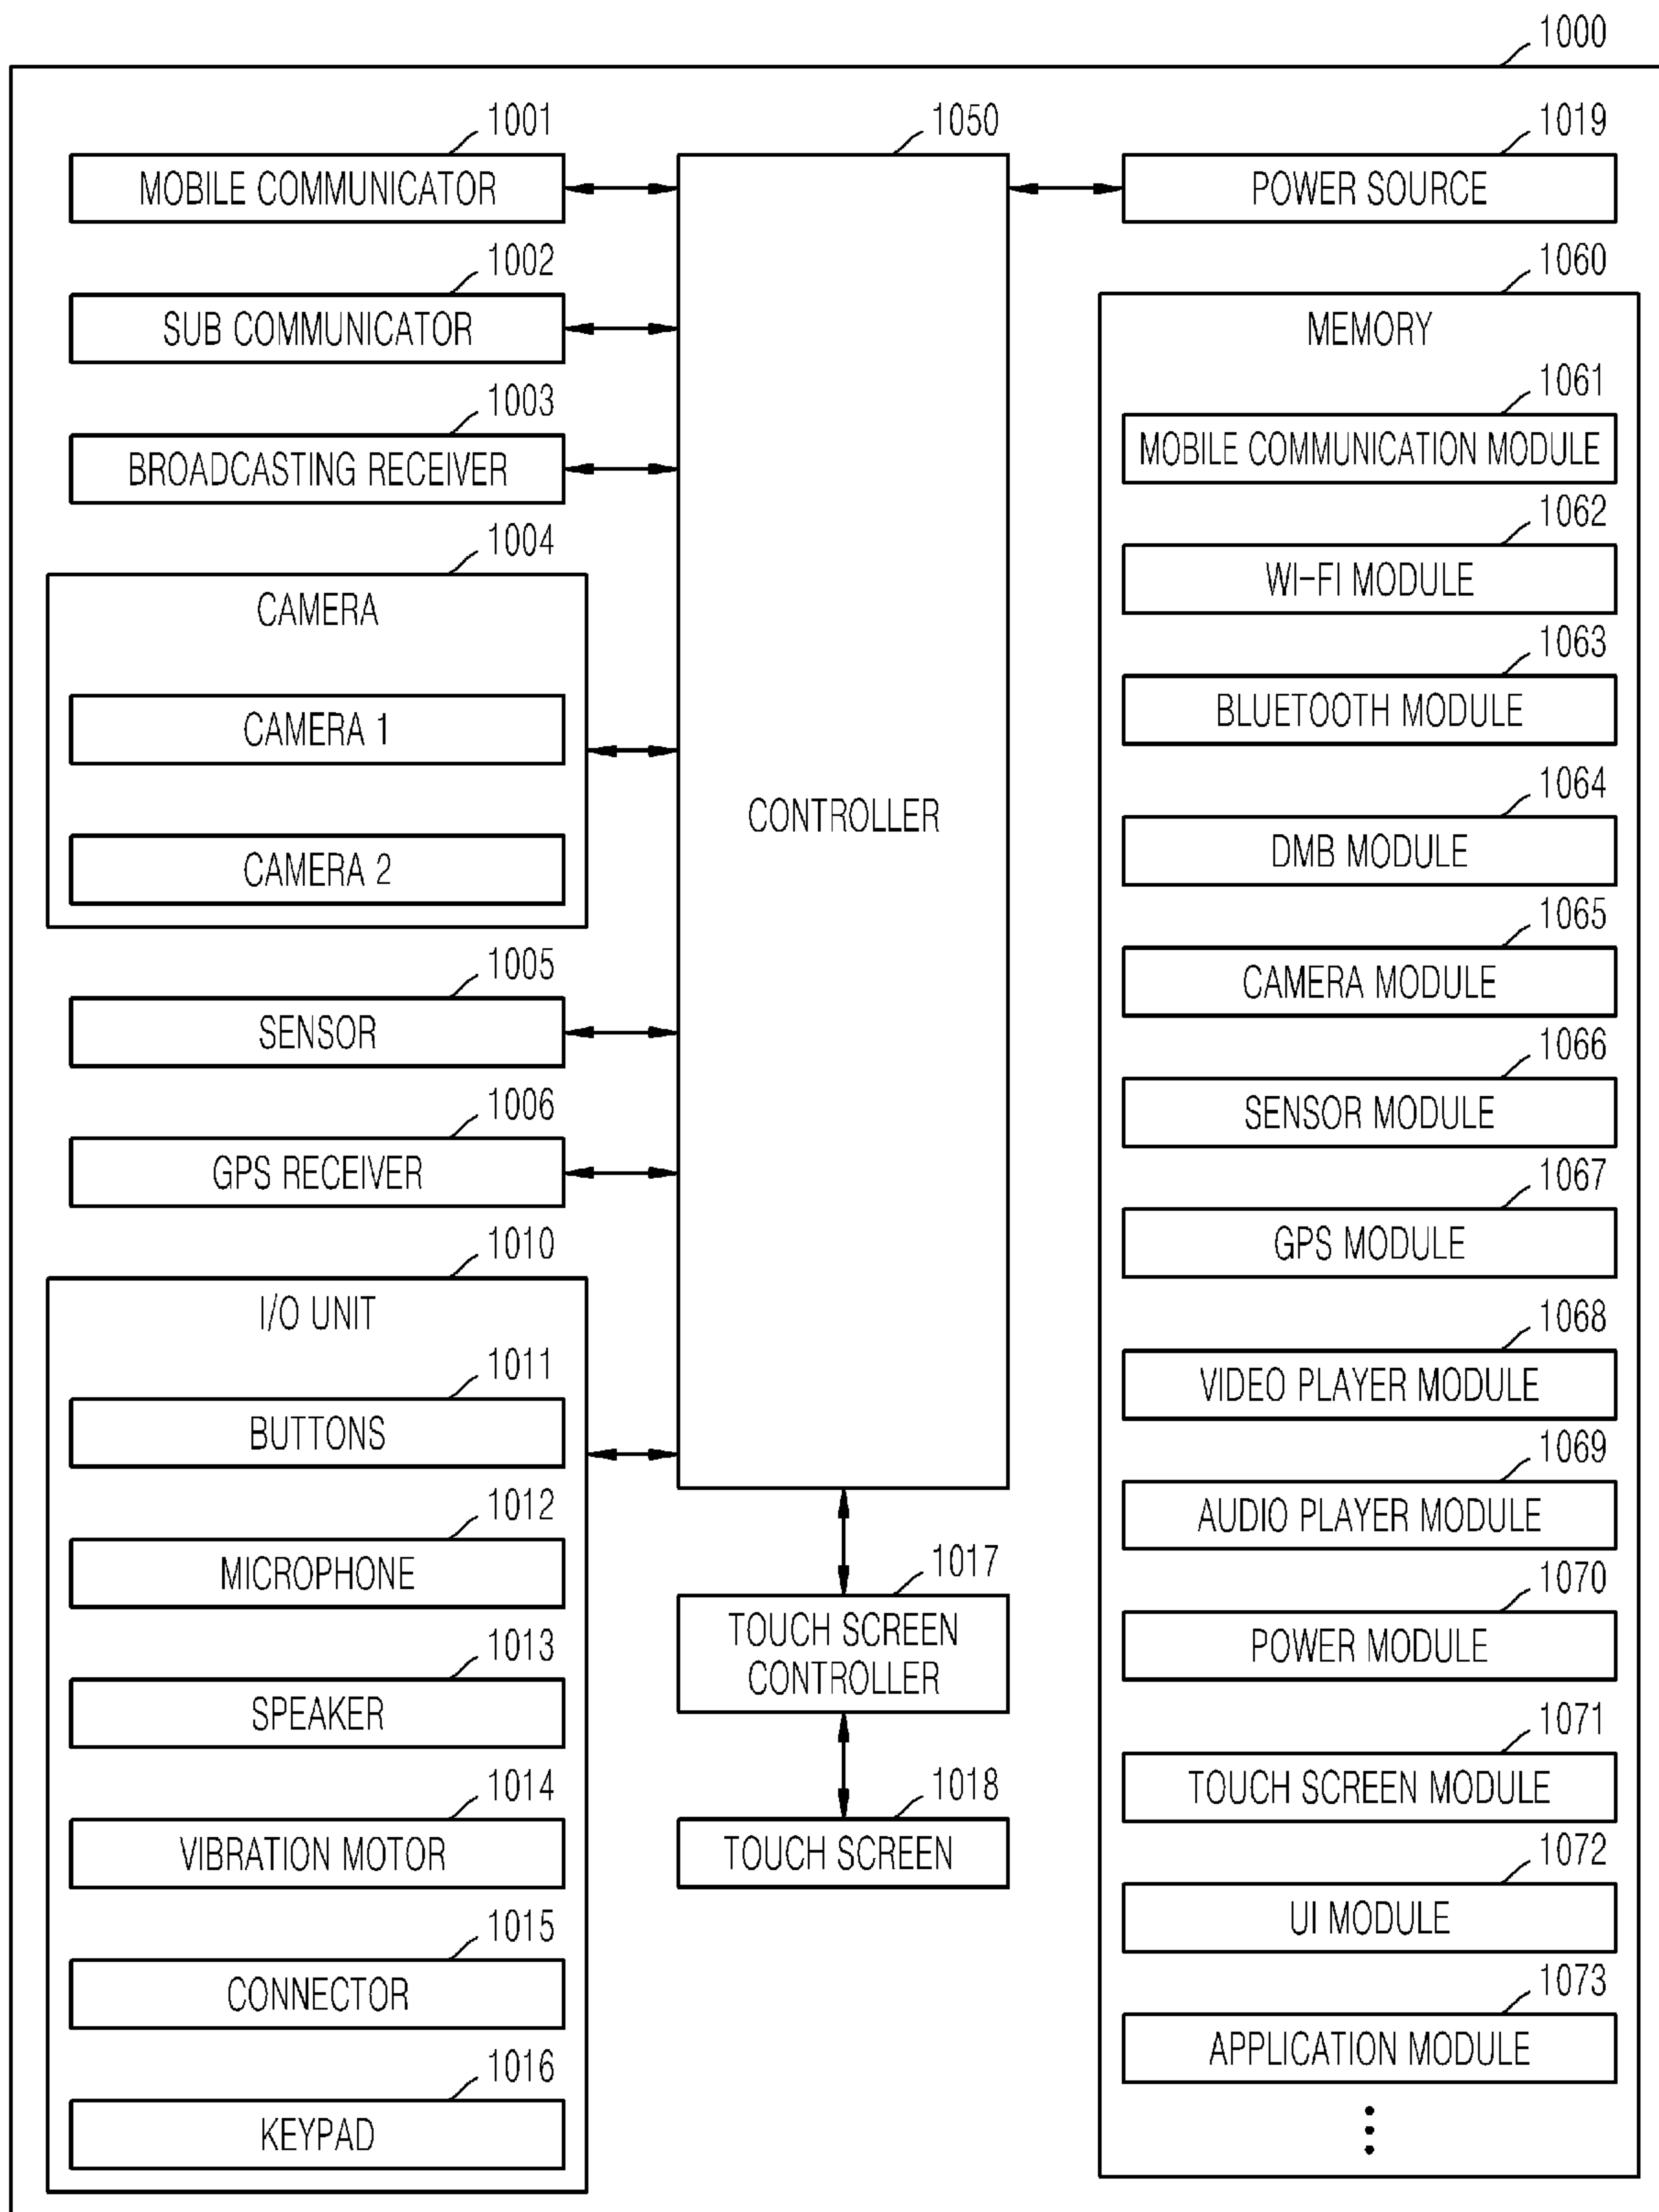 1000
1001
MOBILE COMMUNICATOR
1002
SUB COMMUNICATOR
1003
BROADCASTING RECEIVER
1004
CAMERA
CAMERA 1
CAMERA 2
1005
SENSOR
1006
GPS RECEIVER
1010
I/O UNIT
1011
BUTTONS
1012
MICROPHONE
1013
SPEAKER
1014
VIBRATION MOTOR
1015
CONNECTOR
1016
KEYPAD
1050
CONTROLLER
1017
TOUCH SCREEN
CONTROLLER
1018
TOUCH SCREEN
1019
POWER SOURCE
1060
MEMORY
1061
MOBILE COMMUNICATION MODULE
1062
WI-FI MODULE
1063
BLUETOOTH MODULE
1064
DMB MODULE
1065
CAMERA MODULE
1066
SENSOR MODULE
1067
GPS MODULE
1068
VIDEO PLAYER MODULE
1069
AUDIO PLAYER MODULE
1070
POWER MODULE
1071
TOUCH SCREEN MODULE
1072
UI MODULE
1073
APPLICATION MODULE